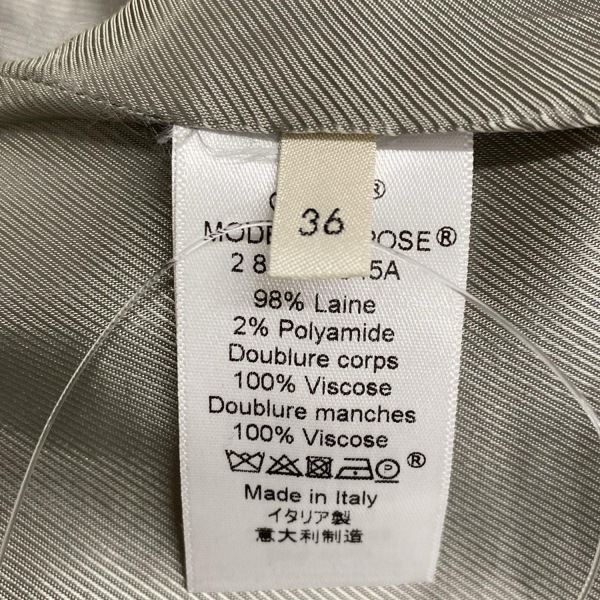 36
MODE POSE®
2 8 5A
98% Laine
2% Polyamide
Doublure corps
100% Viscose
Doublure manches
100% Viscose
P ®
Made in Italy
イタリア製
意大利制造